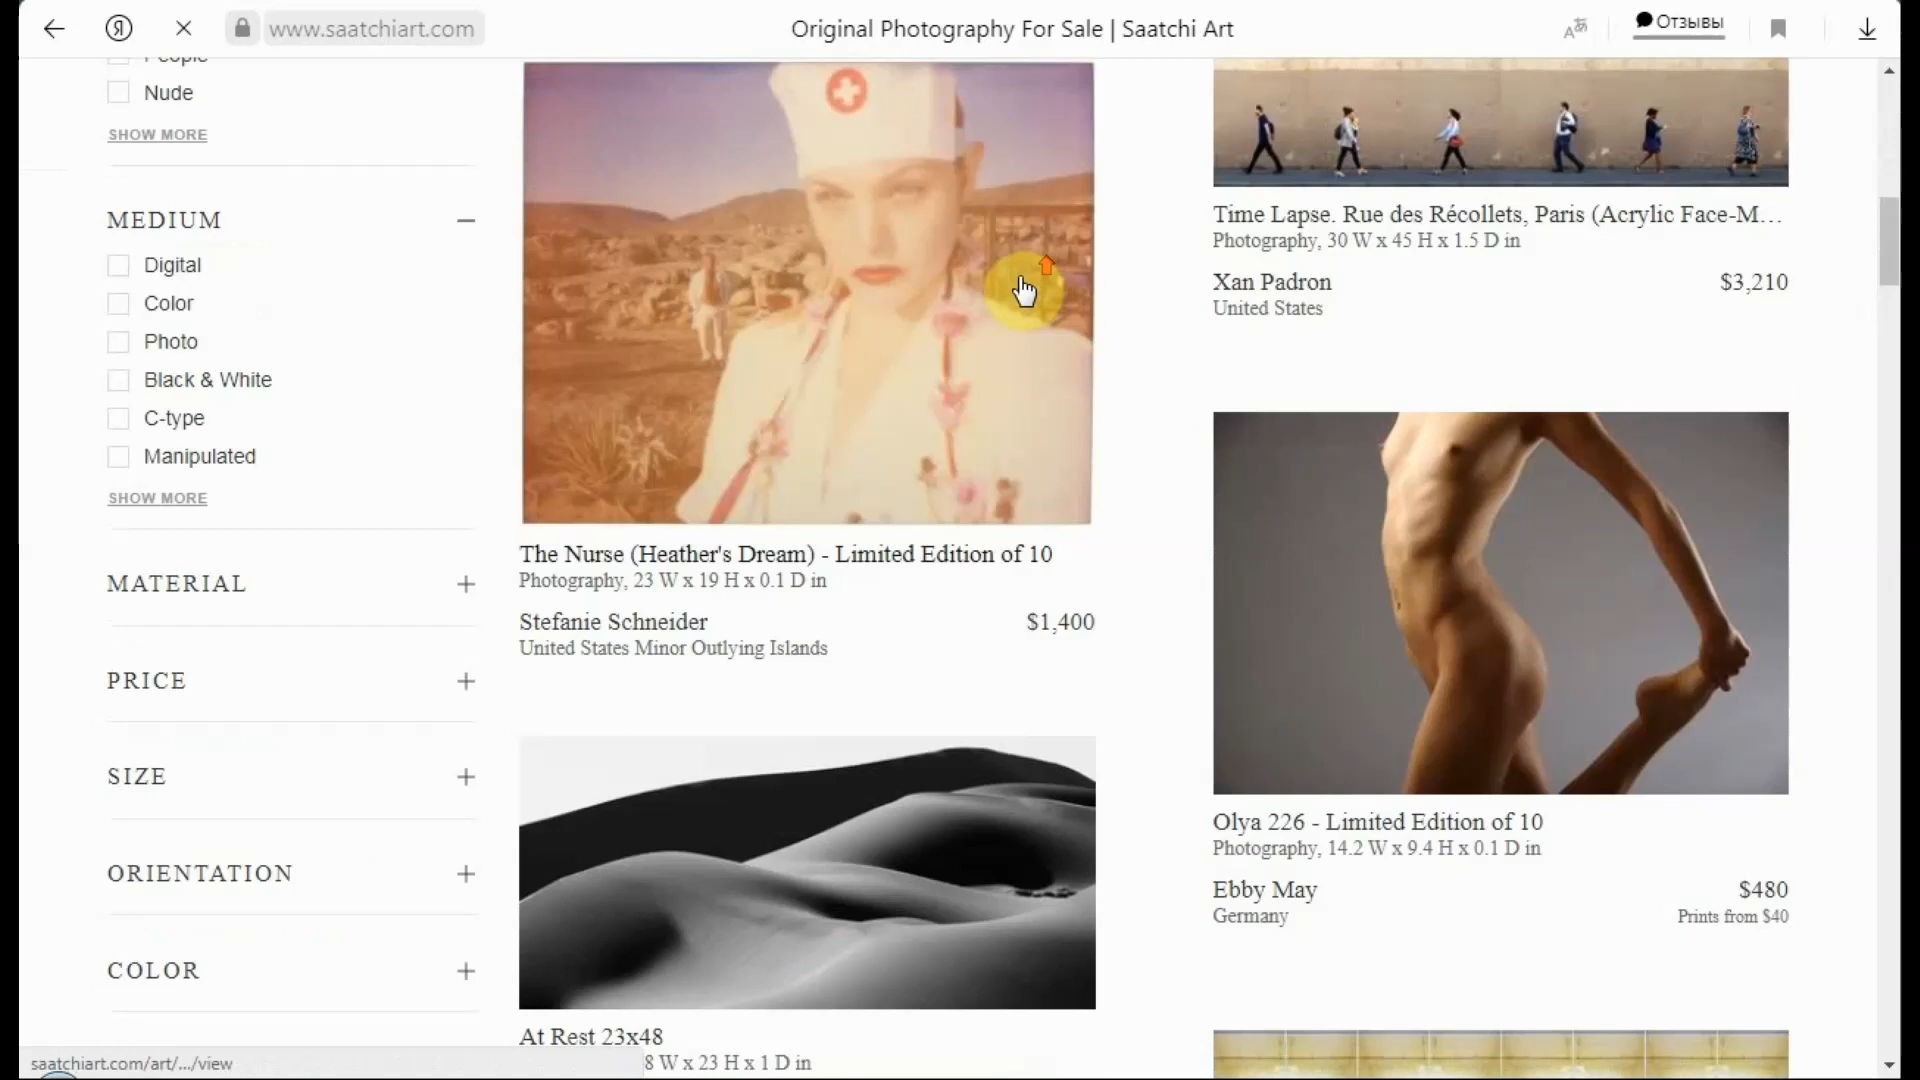 www.saatchiart.com
Original Photography For Sale | Saatchi Art
Отзывы
People
Nude
SHOW MORE
MEDIUM
Digital
Color
Photo
Black & White
C-type
Manipulated
SHOW MORE
MATERIAL
PRICE
SIZE
ORIENTATION
COLOR
The Nurse (Heather's Dream) - Limited Edition of 10
Photography, 23 W x 19 H x 0.1 D in
Stefanie Schneider
$1,400
United States Minor Outlying Islands
At Rest 23x48
8 W x 23 H x 1 D in
Time Lapse. Rue des Récollets, Paris (Acrylic Face-M...
Photography, 30 W x 45 H x 1.5 D in
Xan Padron
$3,210
United States
Olya 226 - Limited Edition of 10
Photography, 14.2 W x 9.4 H x 0.1 D in
Ebby May
$480
Germany
Prints from $40
saatchiart.com/art/.../view